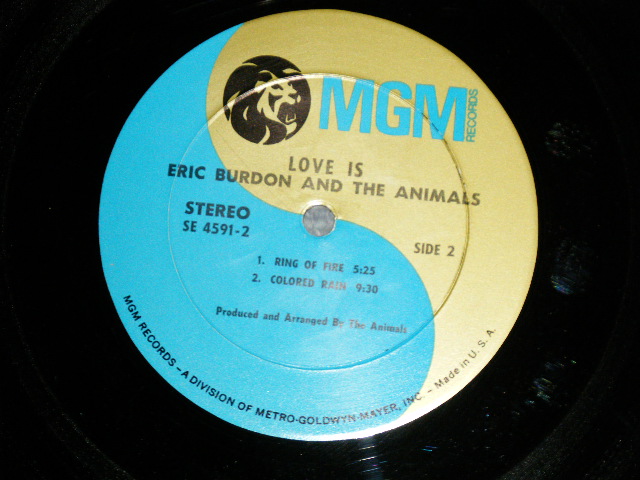 MGM
RECORDS
LOVE IS
ERIC BURDON AND THE ANIMALS
STEREO
SE 4591-2
SIDE 2
1. RING OF FIRE 5:25
2. COLORED RAIN 9:30
Produced and Arranged By The Animals
MGM RECORDS – A DIVISION OF METRO-GOLDWYN-MAYER, INC. – Made in U. S. A.